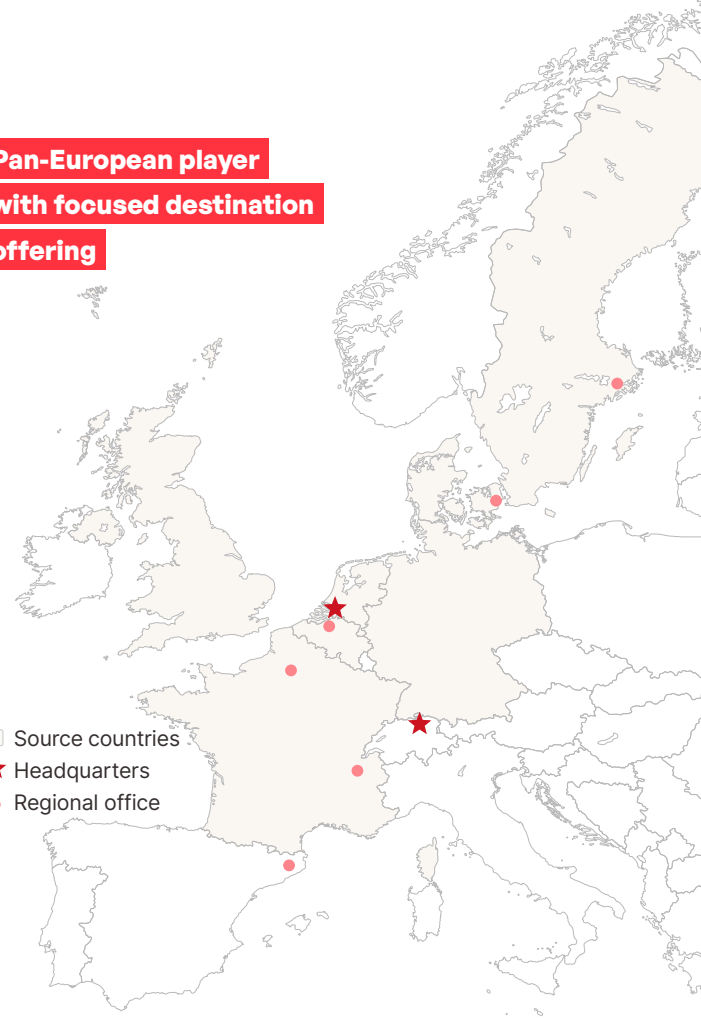 Pan-European player
with focused destination
offering
Source countries
Headquarters
Regional office